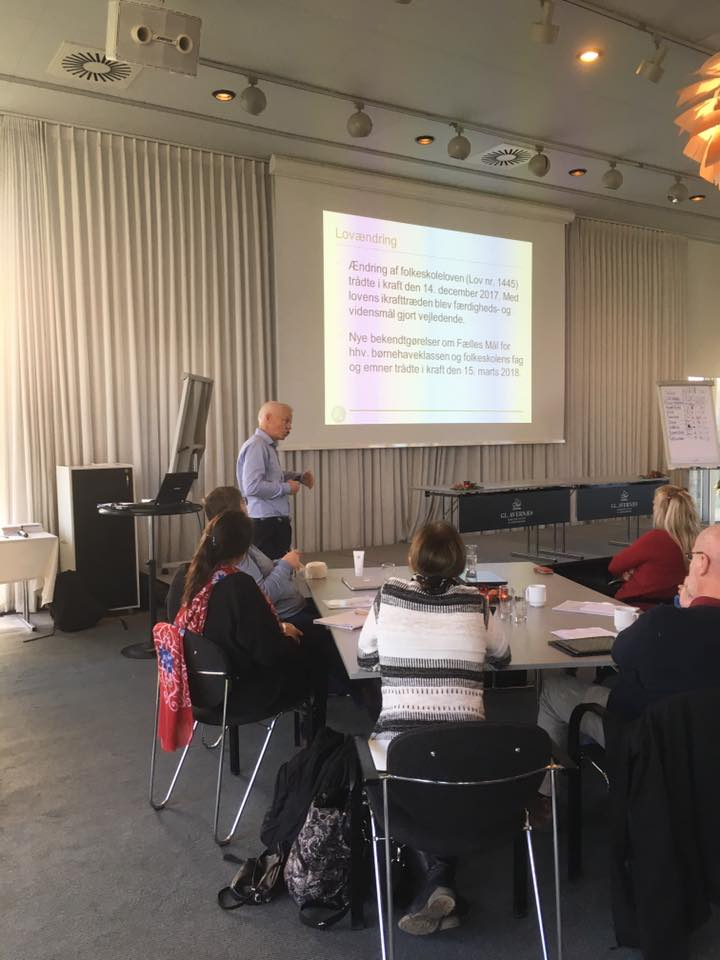 Lovændring
Ændring af folkeskoleloven (Lov nr. 1445)
trådte i kraft den 14. december 2017. Med
lovens ikrafttræden blev færdigheds- og
vidensmål gjort vejledende.
Nye bekendtgørelser om Fælles Mål for
hhv. børnehaveklassen og folkeskolens fag
og emner trådte i kraft den 15. marts 2018.
GL. AVERNÆS
GL. AVERNÆS